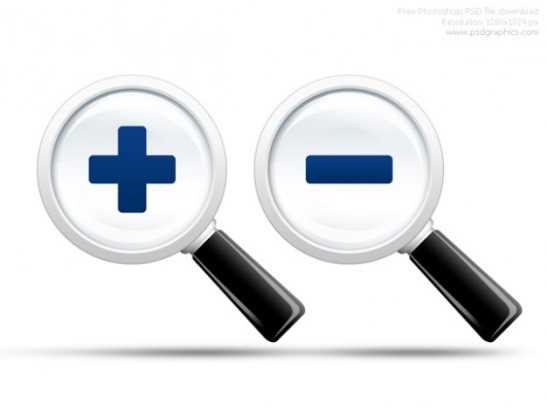 Free Photoshop PSD file download
Resolution 1280x1024 px
www.psdgraphics.com